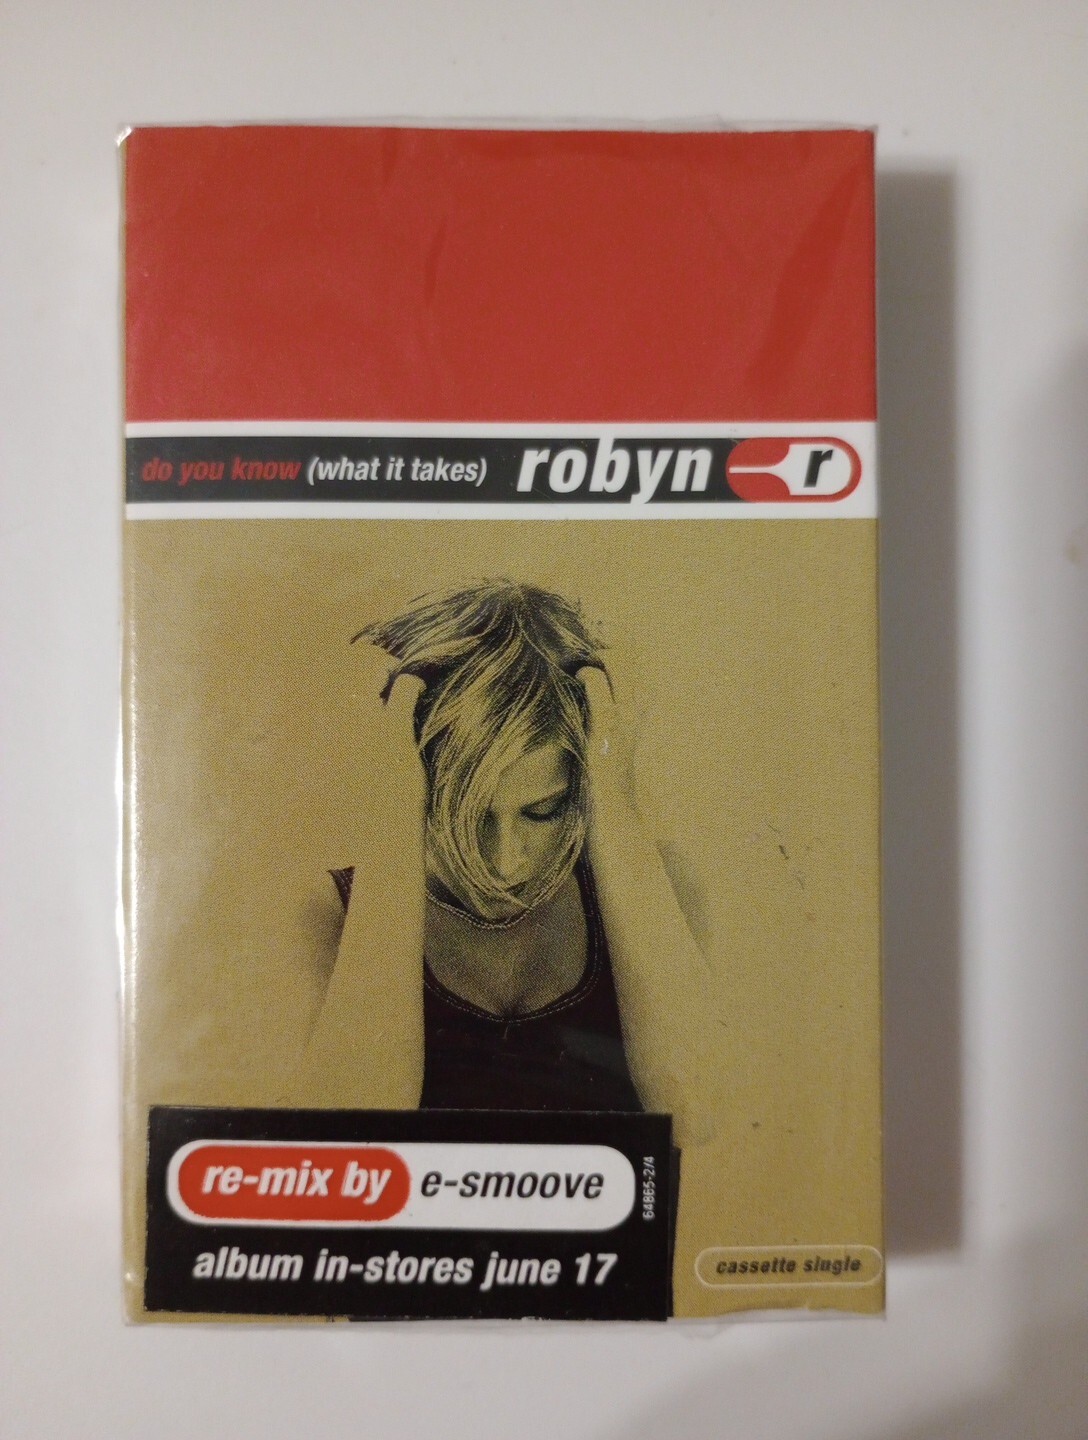 do you know (what it takes) robyn r
re-mix by e-smoove
album in-stores june 17
64865-2/4
cassette single